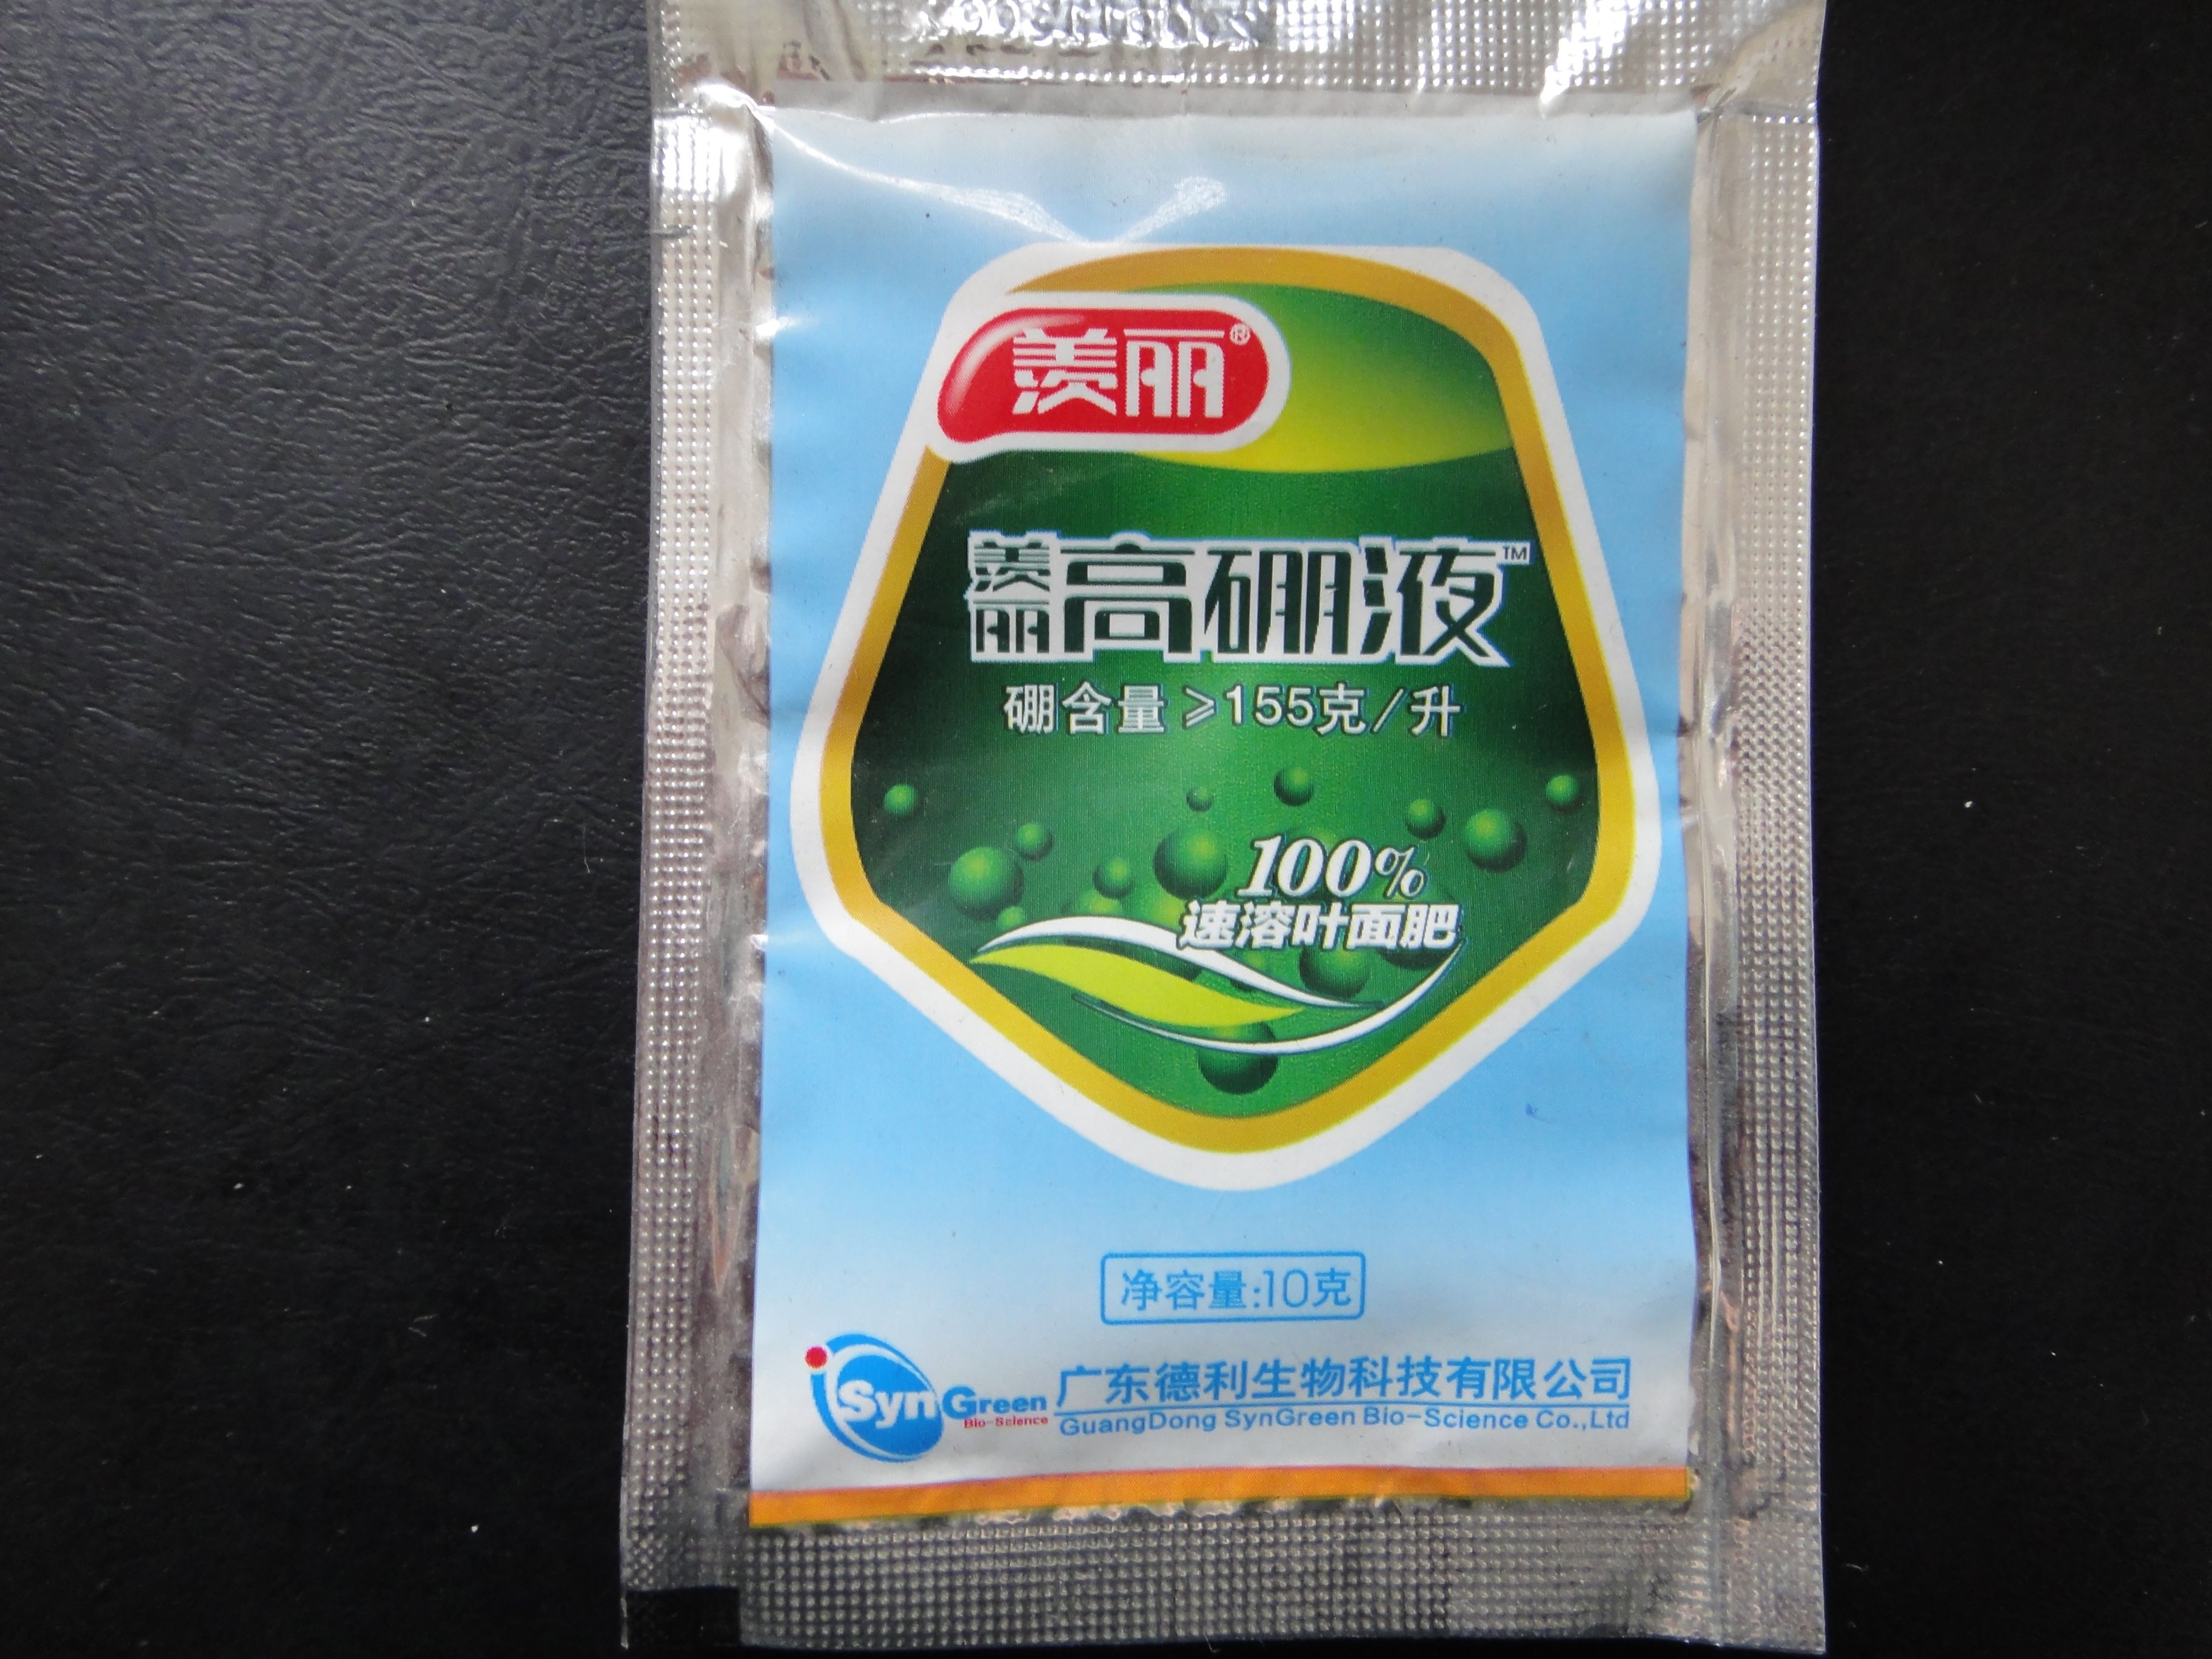 羡丽®
羡丽高硼液™
硼含量≥155克/升
100%
速溶叶面肥
净容量:10克
SynGreen
Bio-Science
广东德利生物科技有限公司
GuangDong SynGreen Bio-Science Co.,Ltd